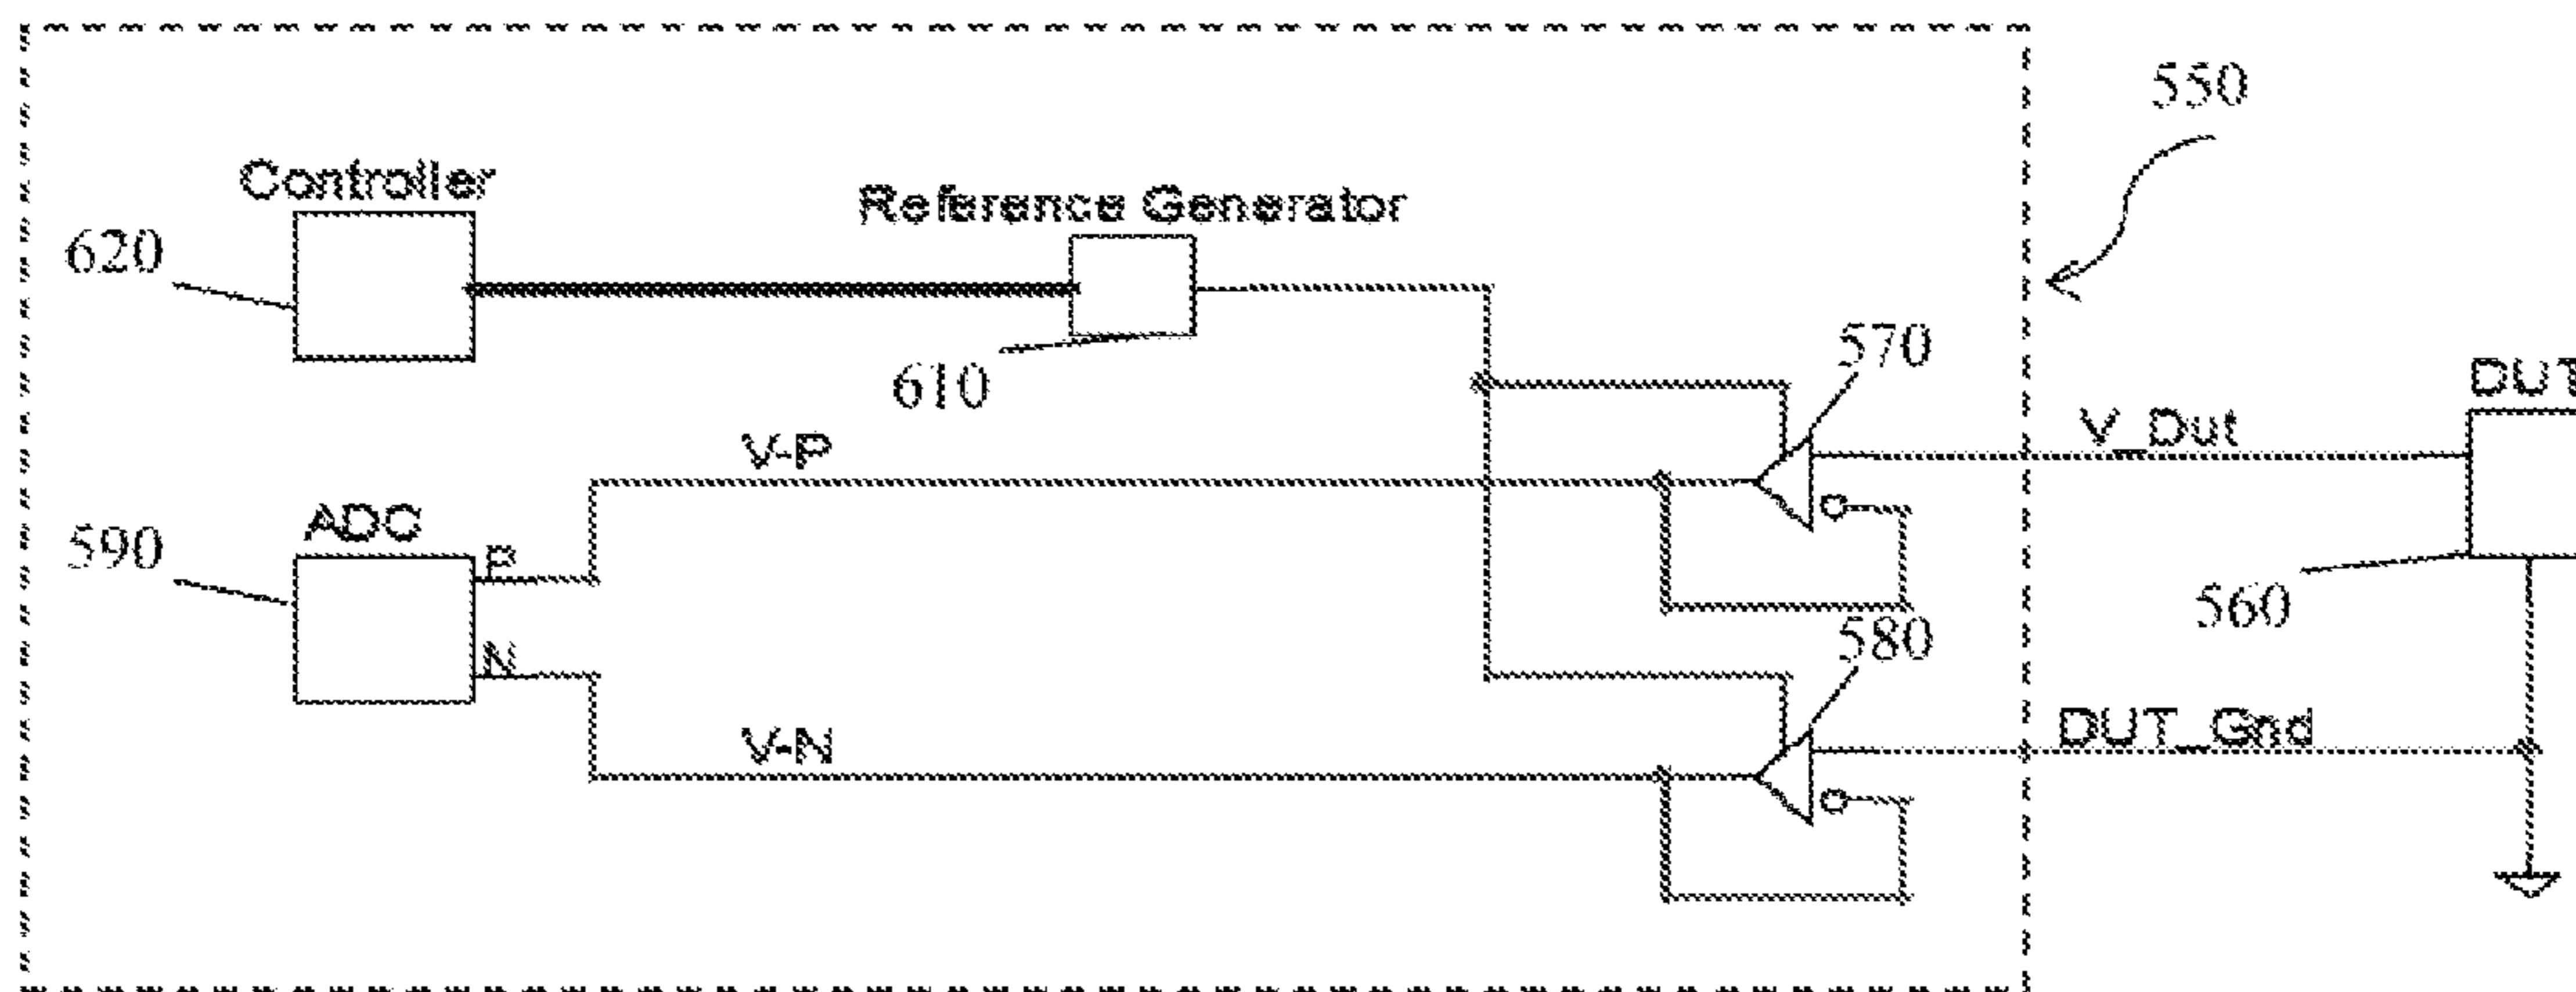 550
Controller
Reference Generator
620
570
610
DUT
V_Dut
V-P
ADC
590
P
560
580
N
DUT_Gnd
V-N